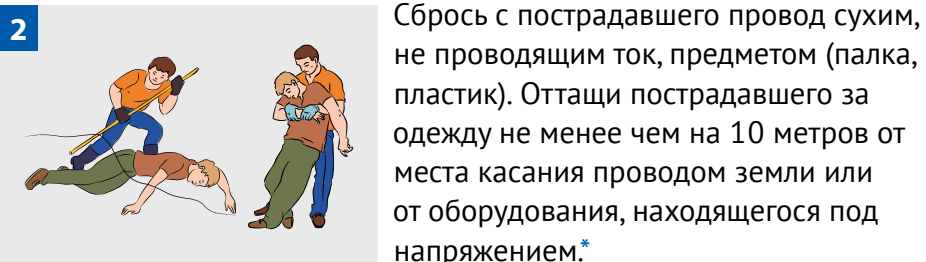 2
Сбрось с пострадавшего провод сухим,
не проводящим ток, предметом (палка,
пластик). Оттащи пострадавшего за
одежду не менее чем на 10 метров от
места касания проводом земли или
от оборудования, находящегося под
напряжением.*